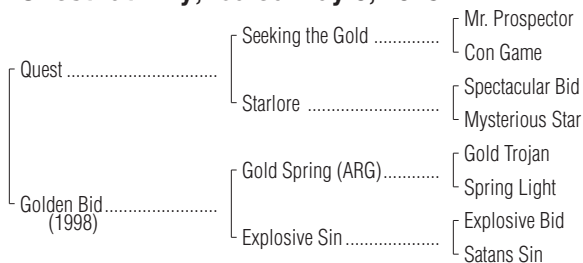 Mr. Prospector
Seeking the Gold ..............
Con Game
Quest .................................
Spectacular Bid
Starlore ............................
Mysterious Star
Gold Trojan
Gold Spring (ARG)............
Spring Light
Golden Bid........................
(1998)
Explosive Bid
Explosive Sin....................
Satans Sin